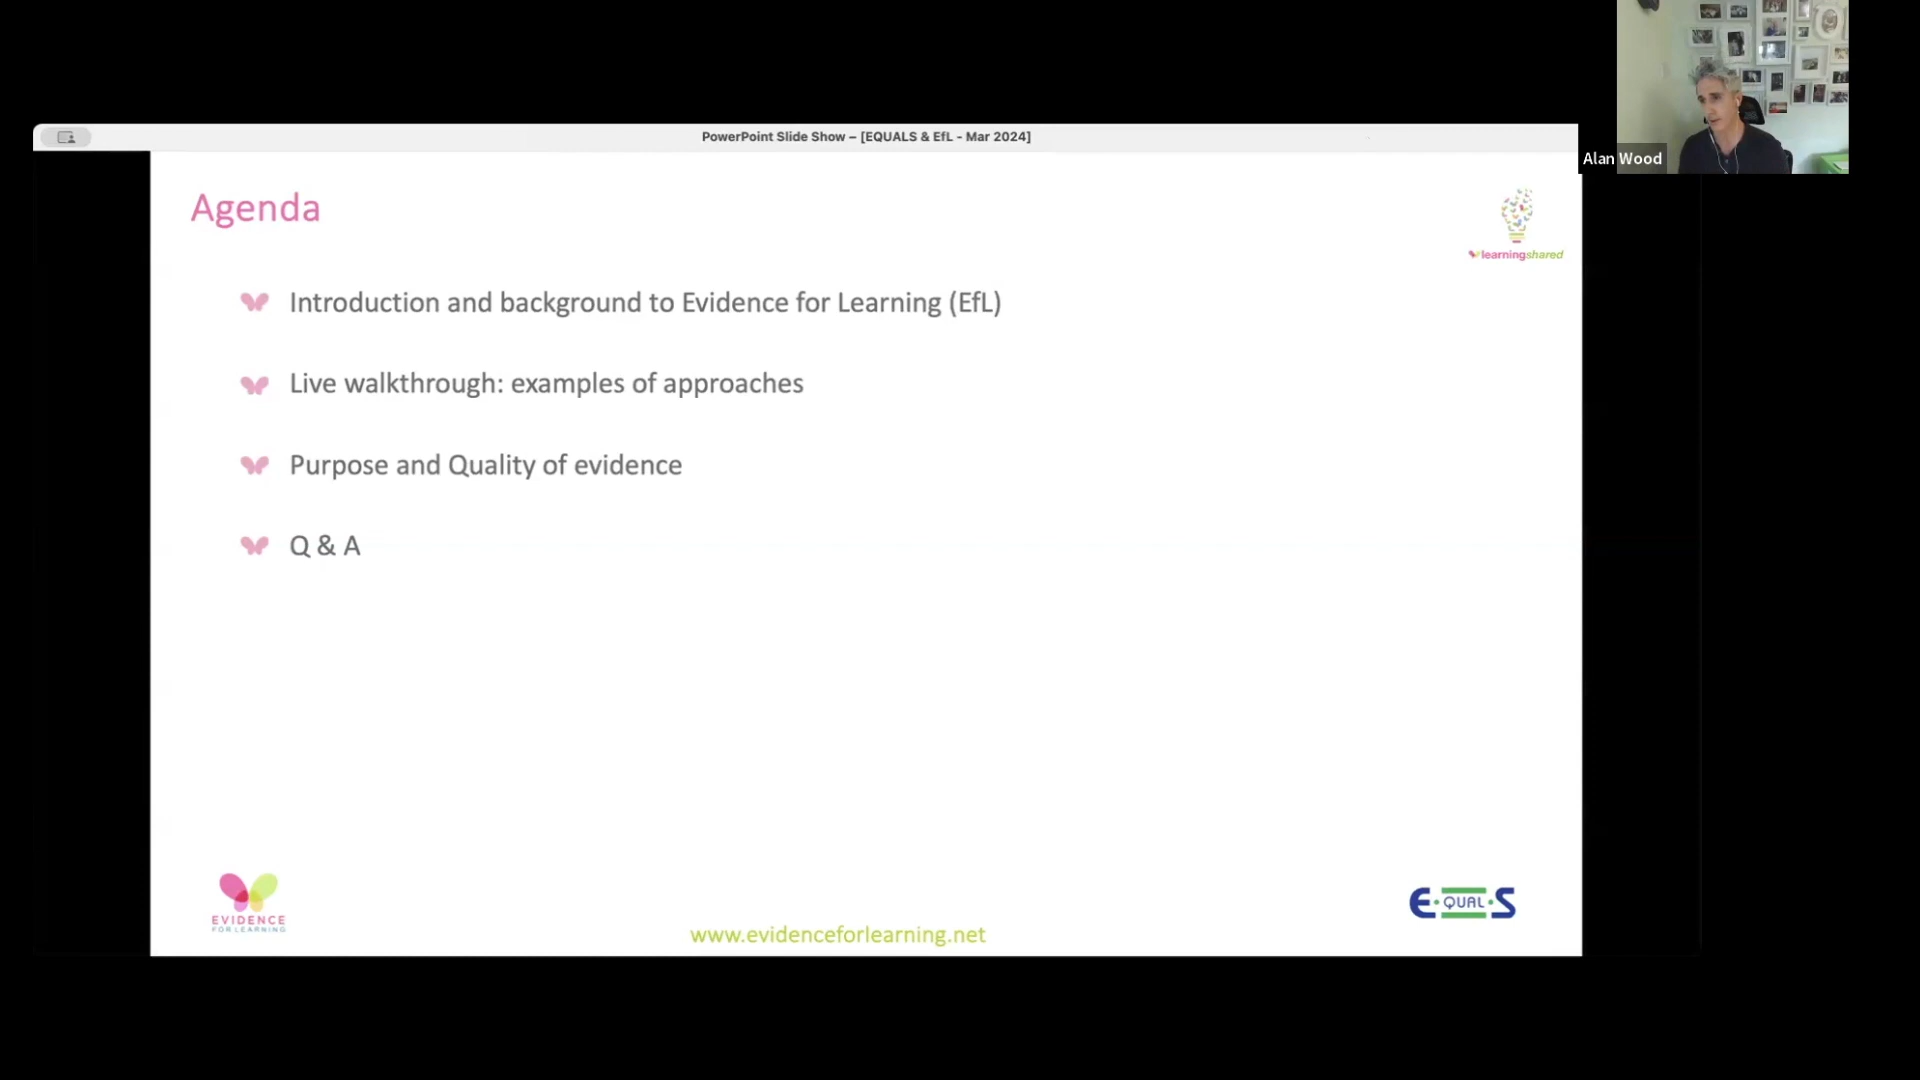 PowerPoint Slide Show – [EQUALS & EfL - Mar 2024]
Alan Wood
Agenda
learningshared
Introduction and background to Evidence for Learning (EfL)
Live walkthrough: examples of approaches
Purpose and Quality of evidence
Q & A
EVIDENCE
FOR LEARNING
www.evidenceforlearning.net
E·QUAL·S